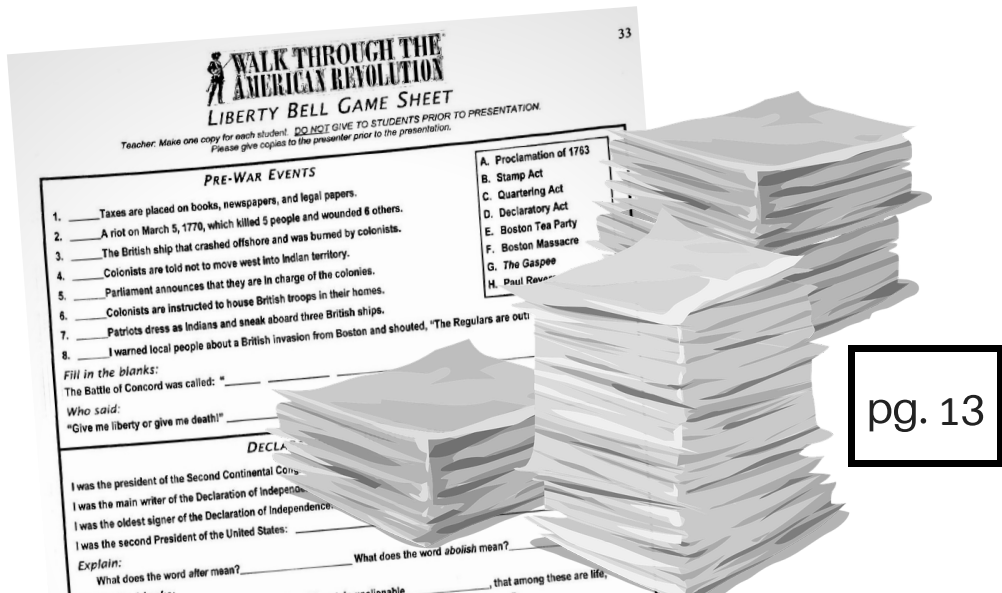 33
WALK THROUGH THE
AMERICAN REVOLUTION
LIBERTY BELL GAME SHEET
Teacher: Make one copy for each student. DO NOT GIVE TO STUDENTS PRIOR TO PRESENTATION.
Please give copies to the presenter prior to the presentation.
PRE-WAR EVENTS
1. _____Taxes are placed on books, newspapers, and legal papers.
2. _____A riot on March 5, 1770, which killed 5 people and wounded 6 others.
3. _____The British ship that crashed offshore and was burned by colonists.
4. _____Colonists are told not to move west into Indian territory.
5. _____Parliament announces that they are in charge of the colonies.
6. _____Colonists are instructed to house British troops in their homes.
7. _____Patriots dress as Indians and sneak aboard three British ships.
8. _____I warned local people about a British invasion from Boston and shouted, "The Regulars are out
A. Proclamation of 1763
B. Stamp Act
C. Quartering Act
D. Declaratory Act
E. Boston Tea Party
F. Boston Massacre
G. The Gaspee
H. Paul Rever
Fill in the blanks:
The Battle of Concord was called: "_____ _____
Who said:
"Give me liberty or give me death!" _____
DECLA
I was the president of the Second Continental Cong
I was the main writer of the Declaration of Independe
I was the oldest signer of the Declaration of Independence:
I was the second President of the United States: _____
Explain:
What does the word alter mean?_____ What does the word abolish mean?_____
_____, that among these are life,
pg. 13